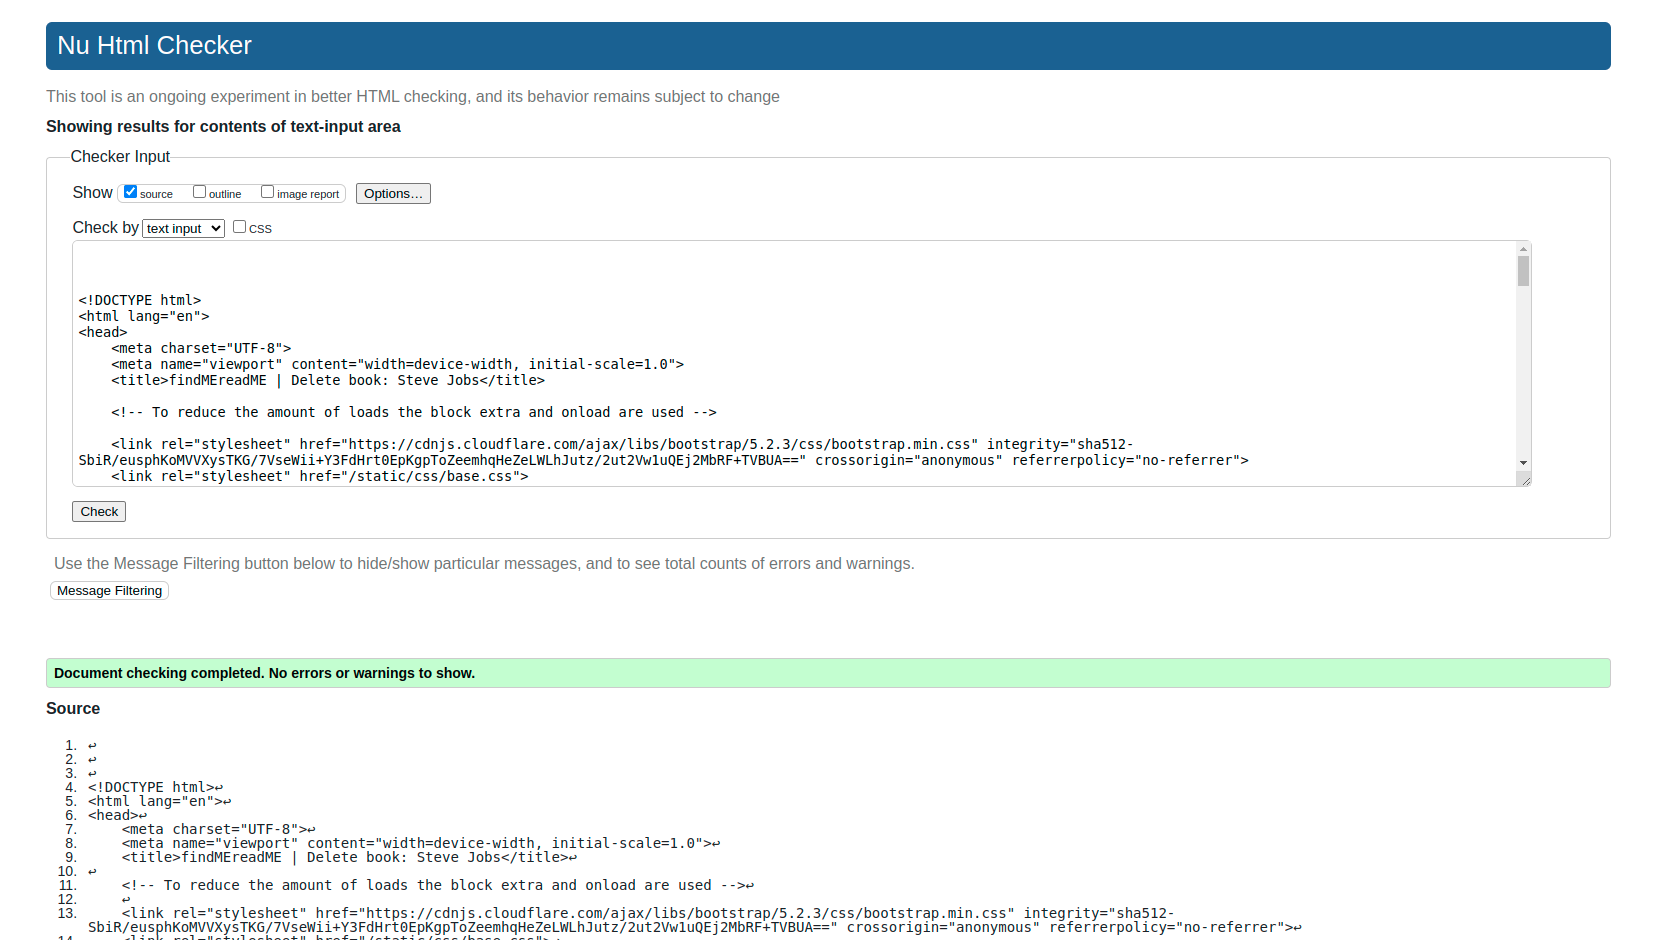 Nu Html Checker
This tool is an ongoing experiment in better HTML checking, and its behavior remains subject to change
Showing results for contents of text-input area
Checker Input
Show source outline image report Options...
Check by text input CSS
<!DOCTYPE html>
<html lang="en">
<head>
    <meta charset="UTF-8">
    <meta name="viewport" content="width=device-width, initial-scale=1.0">
    <title>findMEreadME | Delete book: Steve Jobs</title>
    <!-- To reduce the amount of loads the block extra and onload are used -->
    <link rel="stylesheet" href="https://cdnjs.cloudflare.com/ajax/libs/bootstrap/5.2.3/css/bootstrap.min.css" integrity="sha512-
SbiR/eusphKoMVVXysTKG/7VseWii+Y3FdHrt0EpKgpToZeemhqHeZeLWLhJutz/2ut2Vw1uQEj2MbRF+TVBUA==" crossorigin="anonymous" referrerpolicy="no-referrer">
    <link rel="stylesheet" href="/static/css/base.css">
Check
Use the Message Filtering button below to hide/show particular messages, and to see total counts of errors and warnings.
Message Filtering
Document checking completed. No errors or warnings to show.
Source
1. ↩
2. ↩
3. ↩
4. <!DOCTYPE html>↩
5. <html lang="en">↩
6. <head>↩
7.     <meta charset="UTF-8">↩
8.     <meta name="viewport" content="width=device-width, initial-scale=1.0">↩
9.     <title>findMEreadME | Delete book: Steve Jobs</title>↩
10. ↩
11.     <!-- To reduce the amount of loads the block extra and onload are used -->↩
12.     ↩
13.     <link rel="stylesheet" href="https://cdnjs.cloudflare.com/ajax/libs/bootstrap/5.2.3/css/bootstrap.min.css" integrity="sha512-
SbiR/eusphKoMVVXysTKG/7VseWii+Y3FdHrt0EpKgpToZeemhqHeZeLWLhJutz/2ut2Vw1uQEj2MbRF+TVBUA==" crossorigin="anonymous" referrerpolicy="no-referrer">↩
14.     <link rel="stylesheet" href="/static/css/base.css">↩